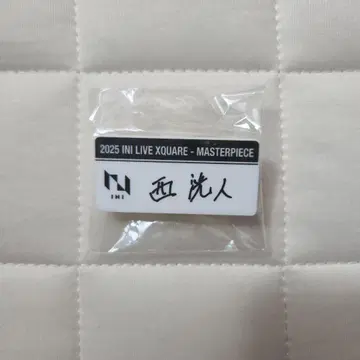 2025 INI LIVE XQUARE - MASTERPIECE
INI
西 洸人